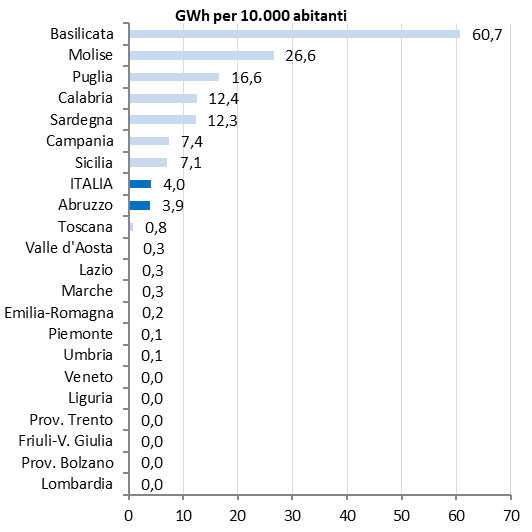 GWh per 10.000 abitanti
Basilicata 60,7
Molise 26,6
Puglia 16,6
Calabria 12,4
Sardegna 12,3
Campania 7,4
Sicilia 7,1
ITALIA 4,0
Abruzzo 3,9
Toscana 0,8
Valle d'Aosta 0,3
Lazio 0,3
Marche 0,3
Emilia-Romagna 0,2
Piemonte 0,1
Umbria 0,1
Veneto 0,0
Liguria 0,0
Prov. Trento 0,0
Friuli-V. Giulia 0,0
Prov. Bolzano 0,0
Lombardia 0,0
0 10 20 30 40 50 60 70